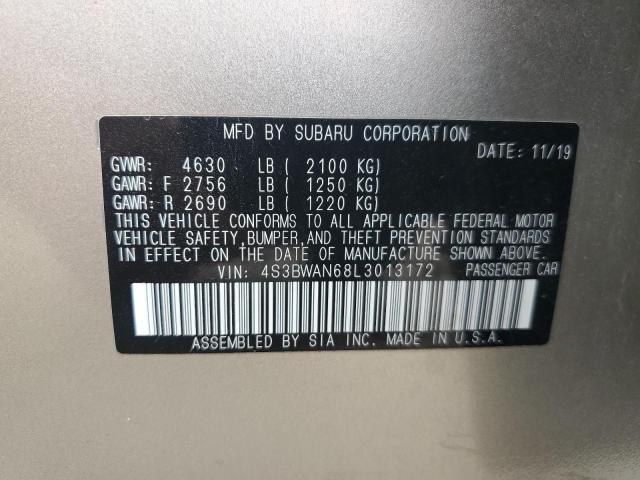 MFD BY SUBARU CORPORATION
DATE: 11/19
GVWR: 4630 LB ( 2100 KG)
GAWR: F 2756 LB ( 1250 KG)
GAWR: R 2690 LB ( 1220 KG)
THIS VEHICLE CONFORMS TO ALL APPLICABLE FEDERAL MOTOR
VEHICLE SAFETY,BUMPER,AND THEFT PREVENTION STANDARDS
IN EFFECT ON THE DATE OF MANUFACTURE SHOWN ABOVE.
VIN: 4S3BWAN68L3013172 PASSENGER CAR
ASSEMBLED BY SIA INC. MADE IN U.S.A.